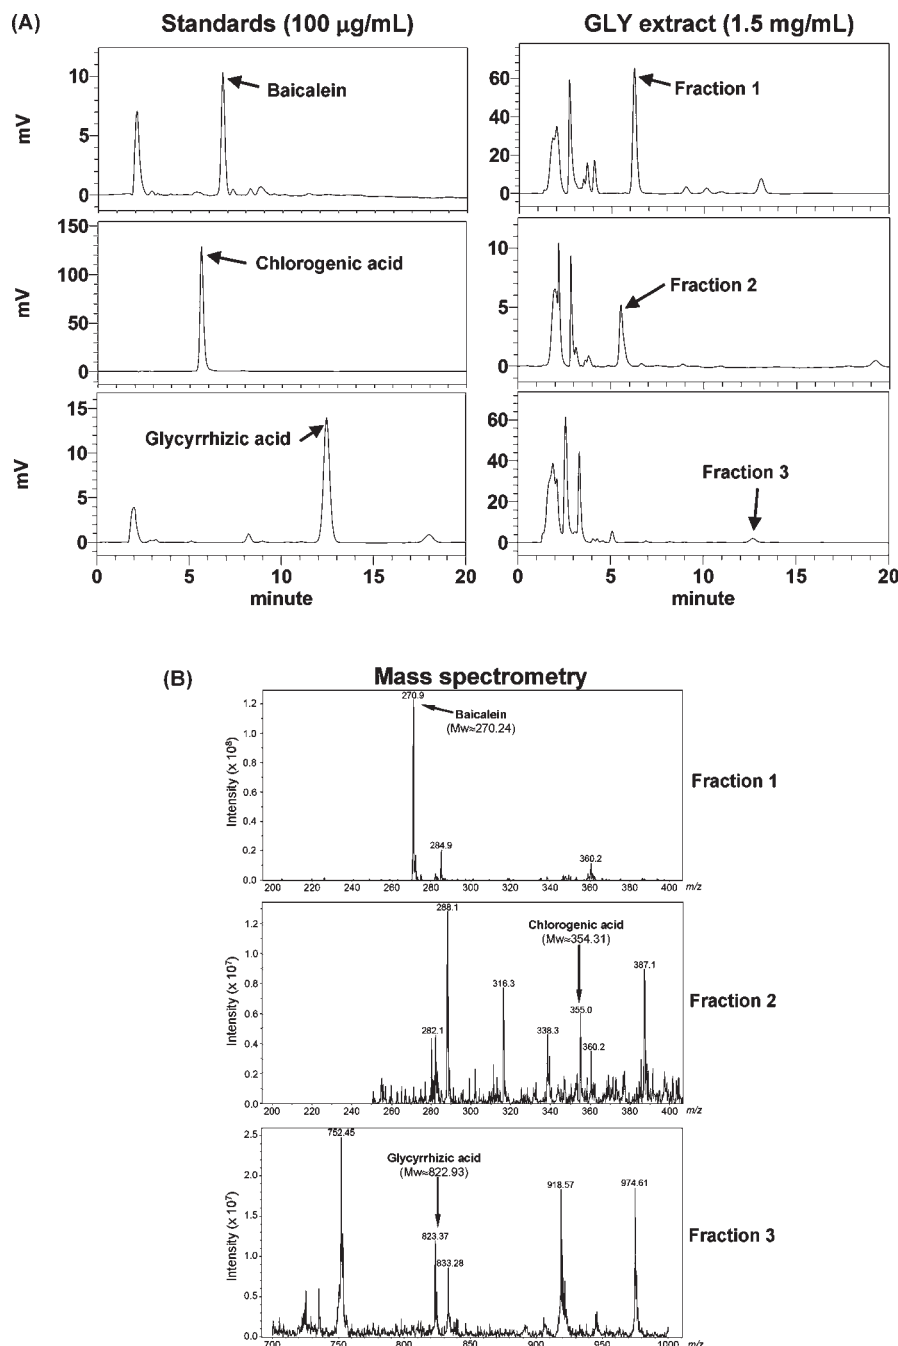 (A)
Standards (100 µg/mL)
GLY extract (1.5 mg/mL)
mV
10
5
0
Baicalein
60
40
20
0
Fraction 1
mV
150
100
50
0
Chlorogenic acid
10
5
0
Fraction 2
mV
15
10
5
0
Glycyrrhizic acid
60
40
20
0
Fraction 3
0 5 10 15 20
minute
0 5 10 15 20
minute
(B)
Mass spectrometry
Intensity (x 10⁸)
1.2
1.0
0.8
0.6
0.4
0.2
0.0
270.9
Baicalein
(Mw≈270.24)
284.9
360.2
200 220 240 260 280 300 320 340 360 380 400 m/z
Fraction 1
Intensity (x 10⁷)
1.2
1.0
0.8
0.6
0.4
0.2
0.0
288.1
Chlorogenic acid
(Mw≈354.31)
387.1
316.3
355.0
282.1
338.3
360.2
200 220 240 260 280 300 320 340 360 380 400 m/z
Fraction 2
Intensity (x 10⁷)
2.5
2.0
1.5
1.0
0.5
0.0
752.45
Glycyrrhizic acid
(Mw≈822.93)
918.57
974.61
823.37
833.28
700 750 800 850 900 950 1000 m/z
Fraction 3